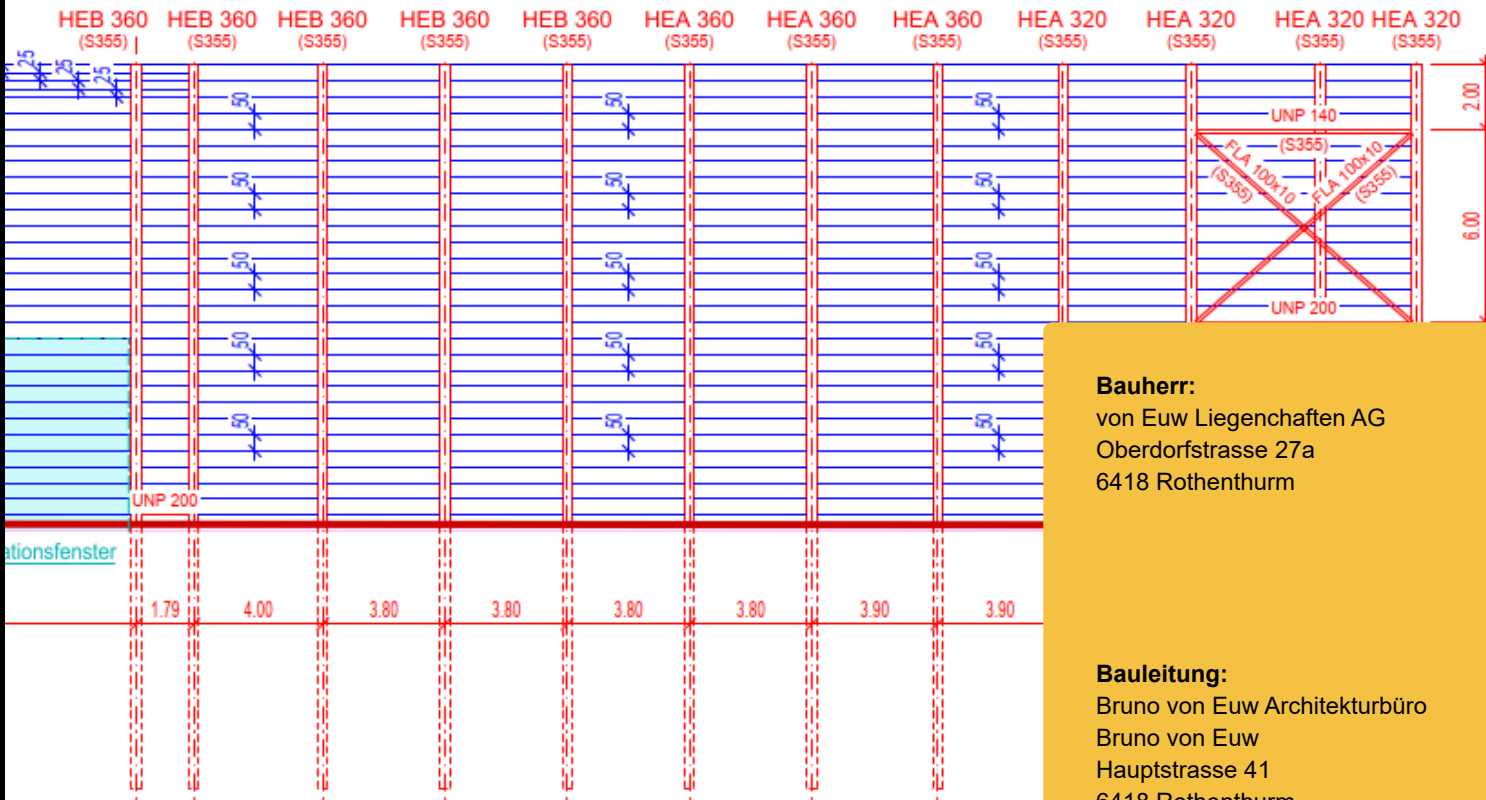 HEB 360 HEB 360 HEB 360 HEB 360 HEB 360 HEA 360 HEA 360 HEA 360 HEA 320 HEA 320 HEA 320 HEA 320
(S355) (S355) (S355) (S355) (S355) (S355) (S355) (S355) (S355) (S355) (S355) (S355)
25 25 25
50 50 50
2.00
UNP 140
(S355)
FLA 100x10
(S355)
FLA 100x10
(S355)
50 50 50
6.00
50 50 50
UNP 200
50 50 50
50 50 50
UNP 200
ationsfenster
1.79 4.00 3.80 3.80 3.80 3.80 3.90 3.90
Bauherr:
von Euw Liegenchaften AG
Oberdorfstrasse 27a
6418 Rothenthurm
Bauleitung:
Bruno von Euw Architekturbüro
Bruno von Euw
Hauptstrasse 41
6418 Rothenthurm